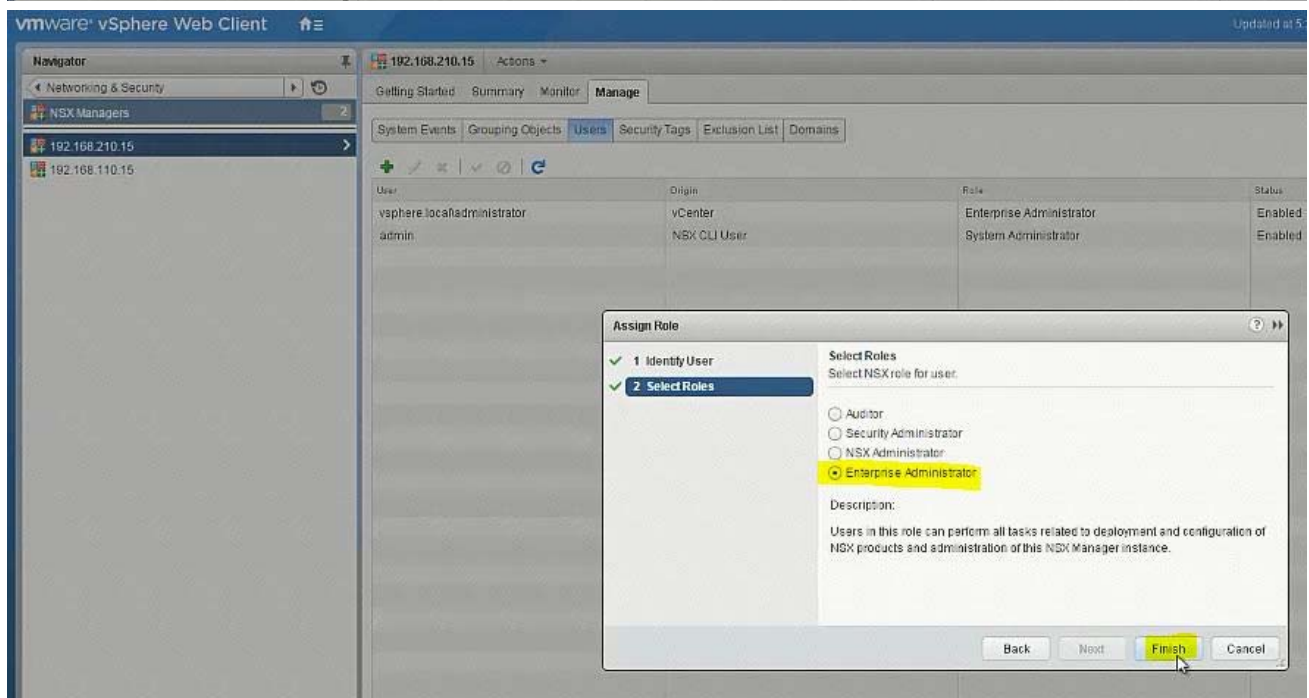 vmware® vSphere Web Client
Updated at 5:
Navigator
Networking & Security
NSX Managers 2
192.168.210.15
192.168.110.15
192.168.210.15 Actions
Getting Started Summary Monitor Manage
System Events Grouping Objects Users Security Tags Exclusion List Domains
User Origin Role Status
vsphere.local\administrator vCenter Enterprise Administrator Enabled
admin NSX CLI User System Administrator Enabled
Assign Role
1 Identify User
2 Select Roles
Select Roles
Select NSX role for user.
Auditor
Security Administrator
NSX Administrator
Enterprise Administrator
Description:
Users in this role can perform all tasks related to deployment and configuration of
NSX products and administration of this NSX Manager instance.
Back Next Finish Cancel